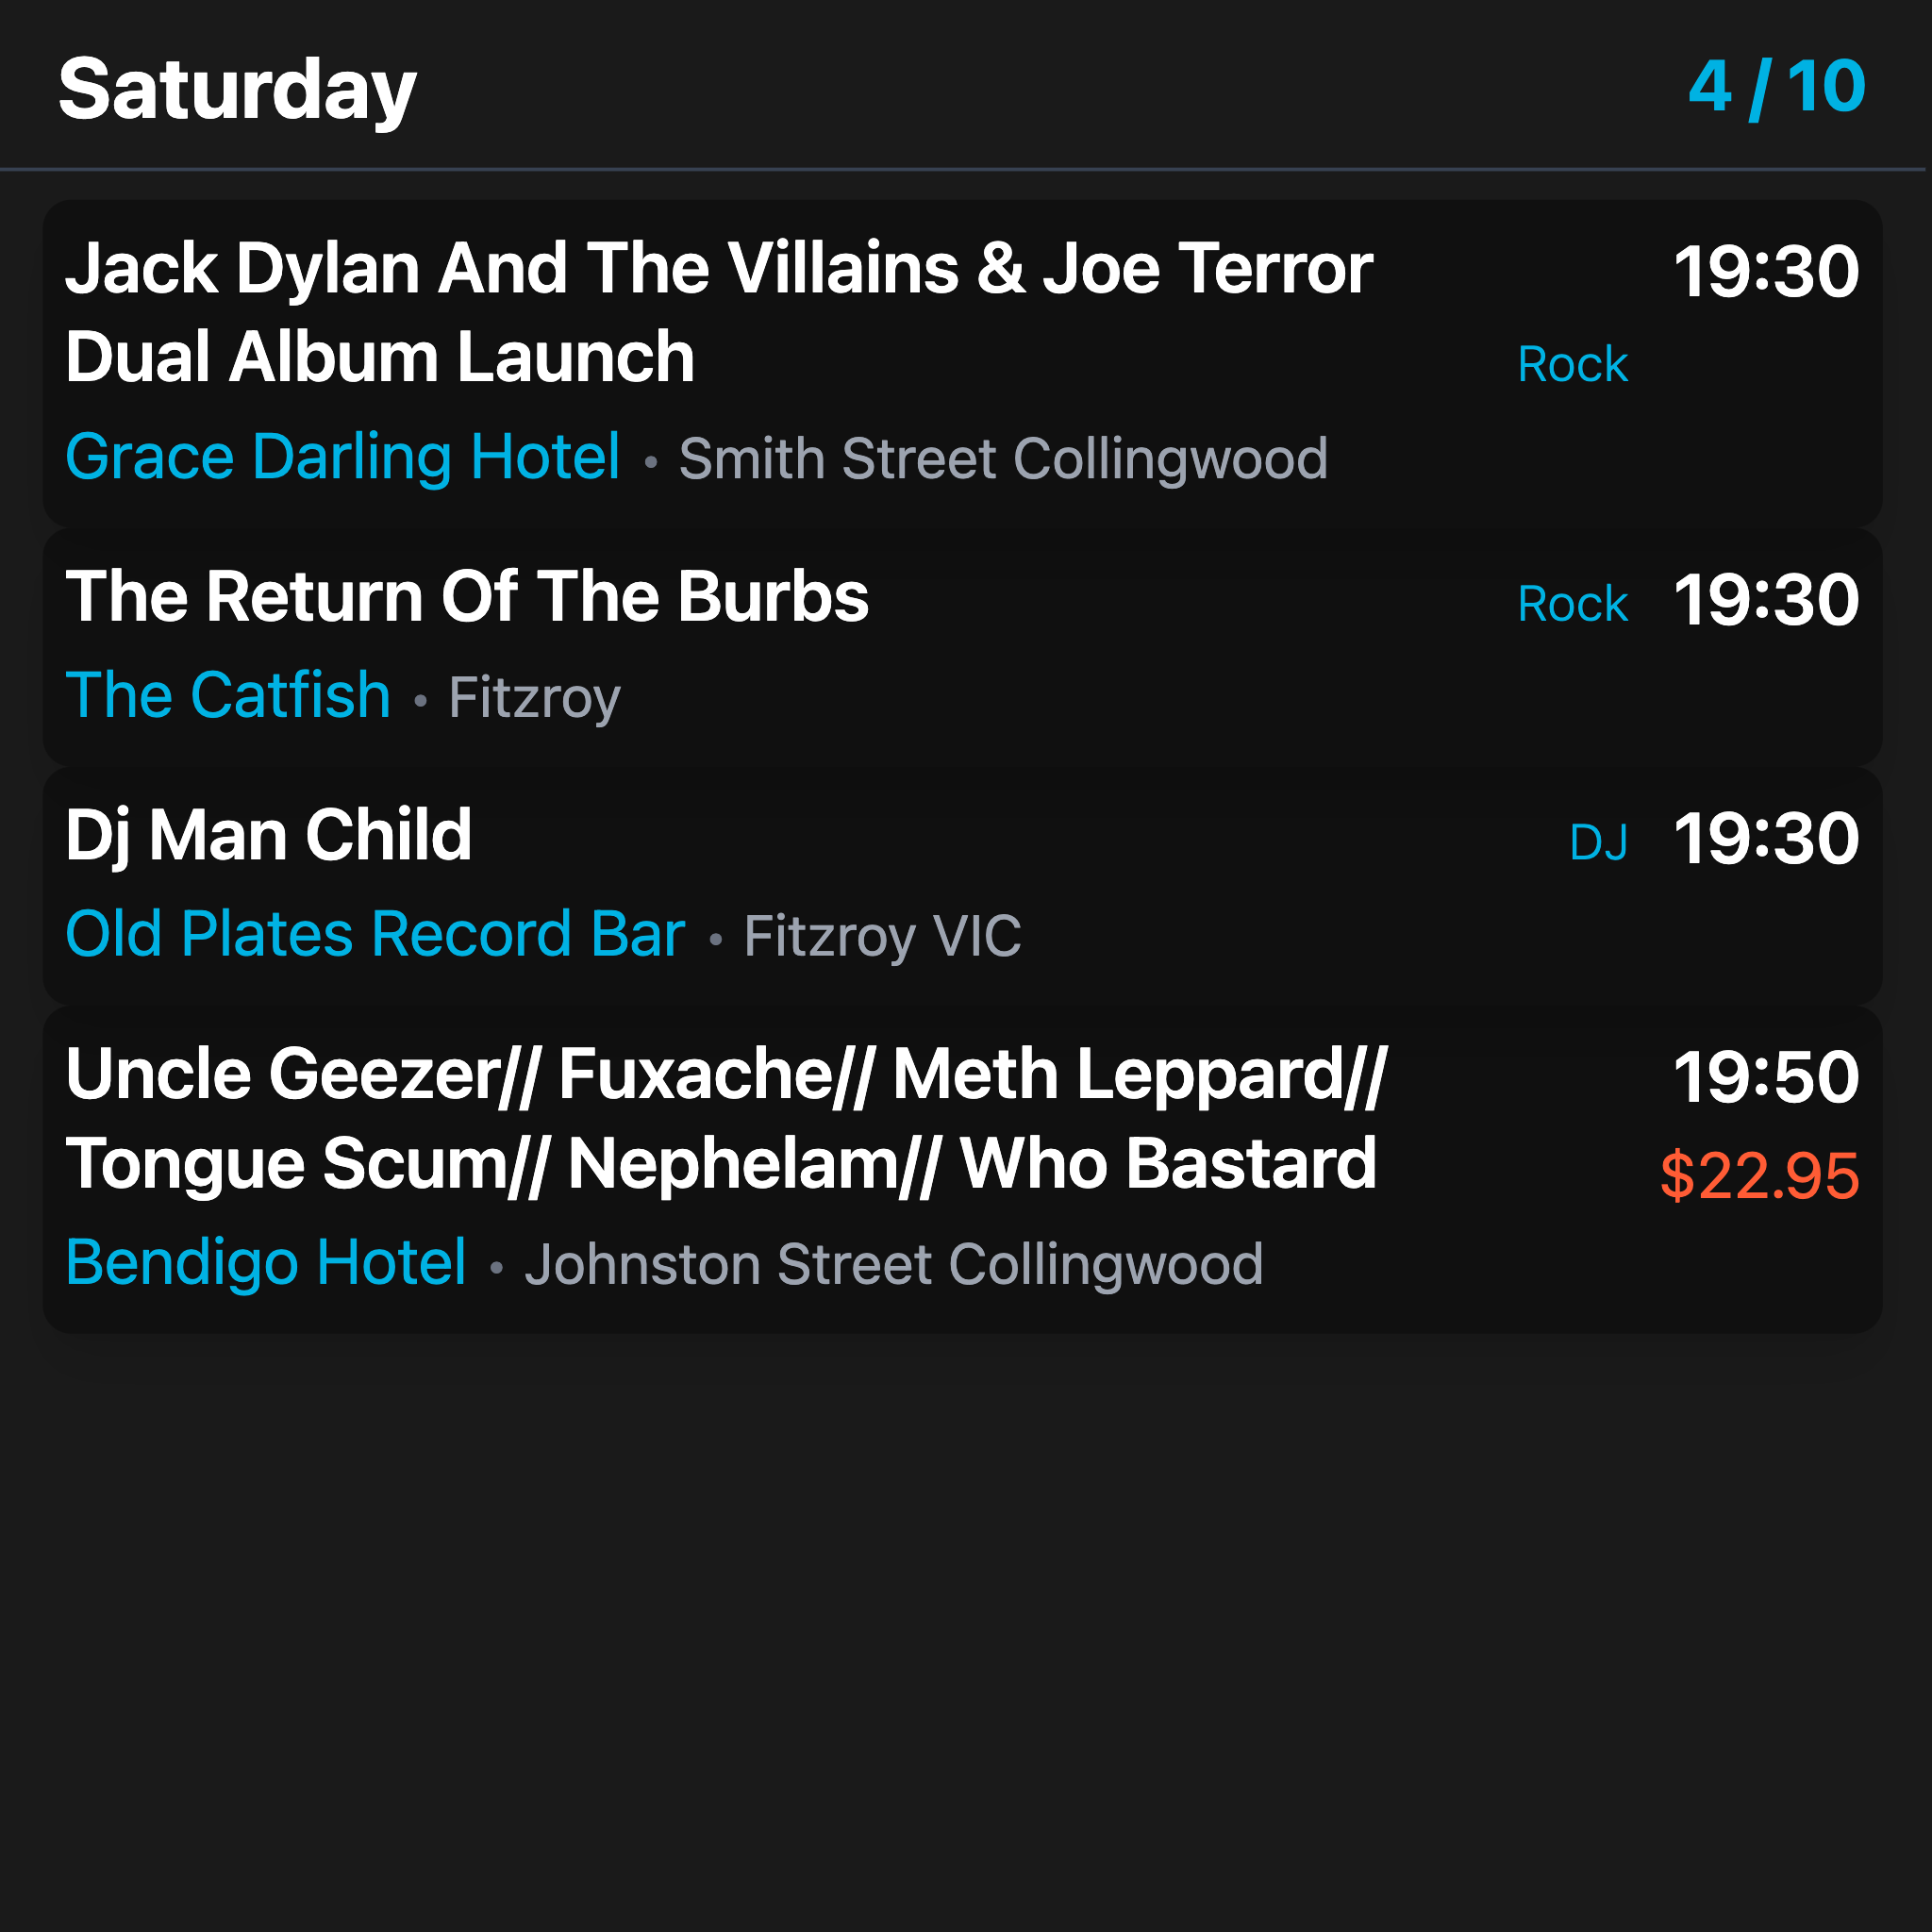 Saturday 4 / 10
Jack Dylan And The Villains & Joe Terror 19:30
Dual Album Launch Rock
Grace Darling Hotel • Smith Street Collingwood
The Return Of The Burbs Rock 19:30
The Catfish • Fitzroy
Dj Man Child DJ 19:30
Old Plates Record Bar • Fitzroy VIC
Uncle Geezer// Fuxache// Meth Leppard// 19:50
Tongue Scum// Nephelam// Who Bastard $22.95
Bendigo Hotel • Johnston Street Collingwood